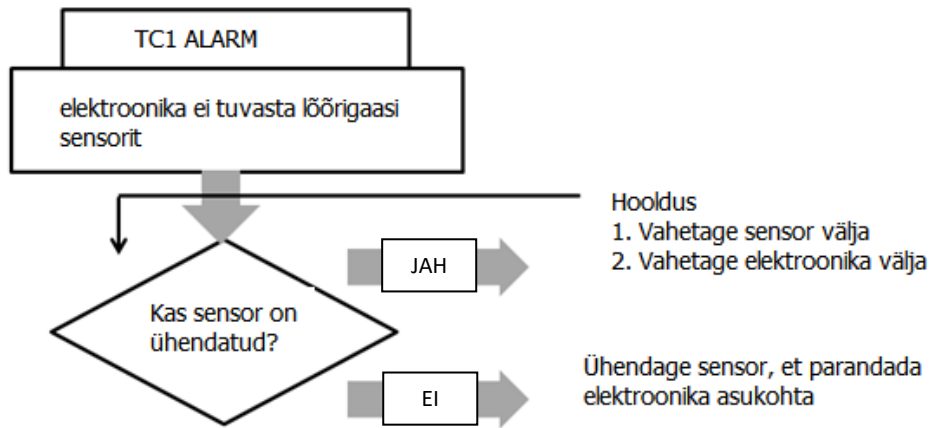 TC1 ALARM
elektroonika ei tuvasta lõõrigaasi
sensorit
Hooldus
1. Vahetage sensor välja
2. Vahetage elektroonika välja
JAH
Kas sensor on
ühendatud?
Ühendage sensor, et parandada
elektroonika asukohta
EI